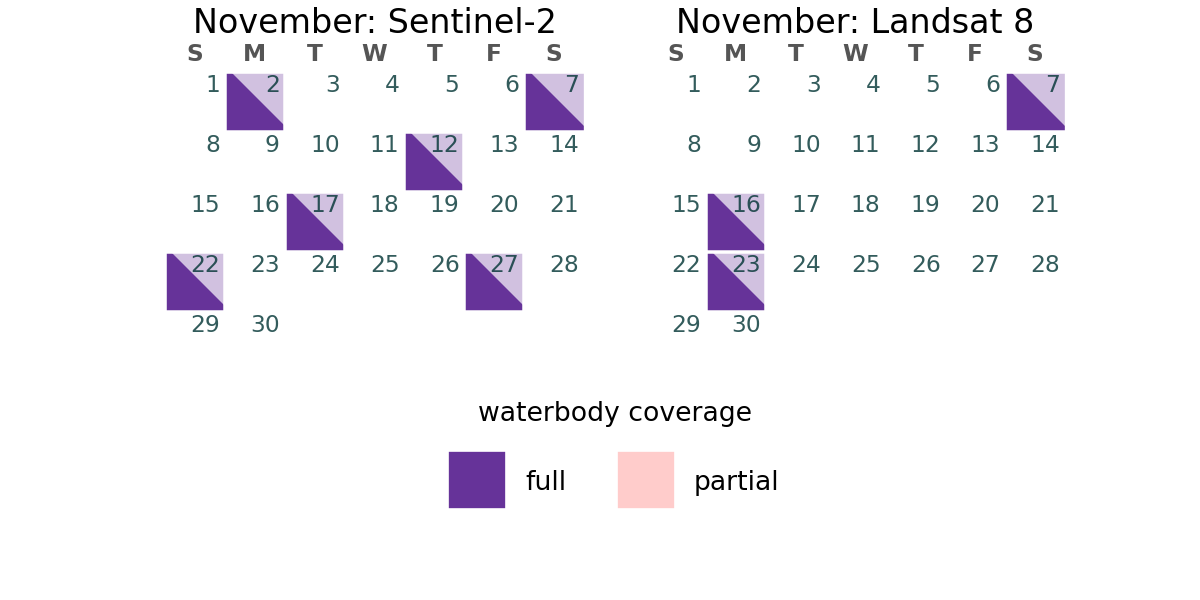 November: Sentinel-2
S M T W T F S
1 2 3 4 5 6 7
8 9 10 11 12 13 14
15 16 17 18 19 20 21
22 23 24 25 26 27 28
29 30
November: Landsat 8
S M T W T F S
1 2 3 4 5 6 7
8 9 10 11 12 13 14
15 16 17 18 19 20 21
22 23 24 25 26 27 28
29 30
waterbody coverage
full
partial